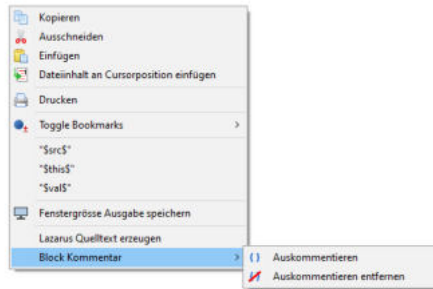 Kopieren
Ausschneiden
Einfügen
Dateiinhalt an Cursorposition einfügen
Drucken
Toggle Bookmarks
"$src$"
"$this$"
"$val$"
Fenstergrösse Ausgabe speichern
Lazarus Quelltext erzeugen
Block Kommentar
Auskommentieren
Auskommentieren entfernen